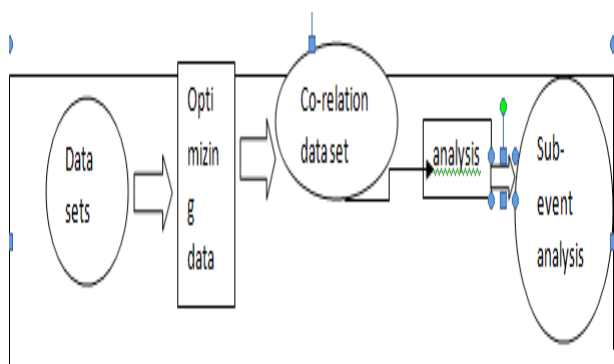 Data
sets
Opti
mizin
g
data
Co-relation
data set
analysis
Sub-
event
analysis